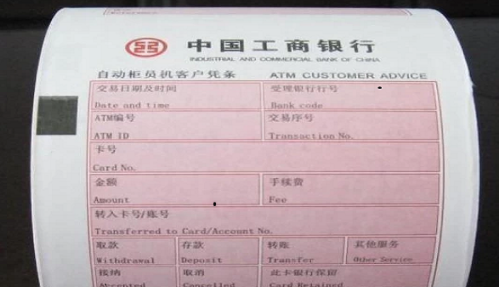 中国工商银行
INDUSTRIAL AND COMMERCIAL BANK OF CHINA
自动柜员机客户凭条 ATM CUSTOMER ADVICE
交易日期及时间 受理银行行号
Date and time Bank code
ATM编号 交易序号
ATM ID Transaction No.
卡号
Card No.
金额 手续费
Amount Fee
转入卡号/账号
Transferred to Card/Account No.
取款 存款 转账 其他服务
Withdrawal Deposit Transfer Other Service
接纳 取消 此卡银行保留
Accepted Cancelled Card Retained